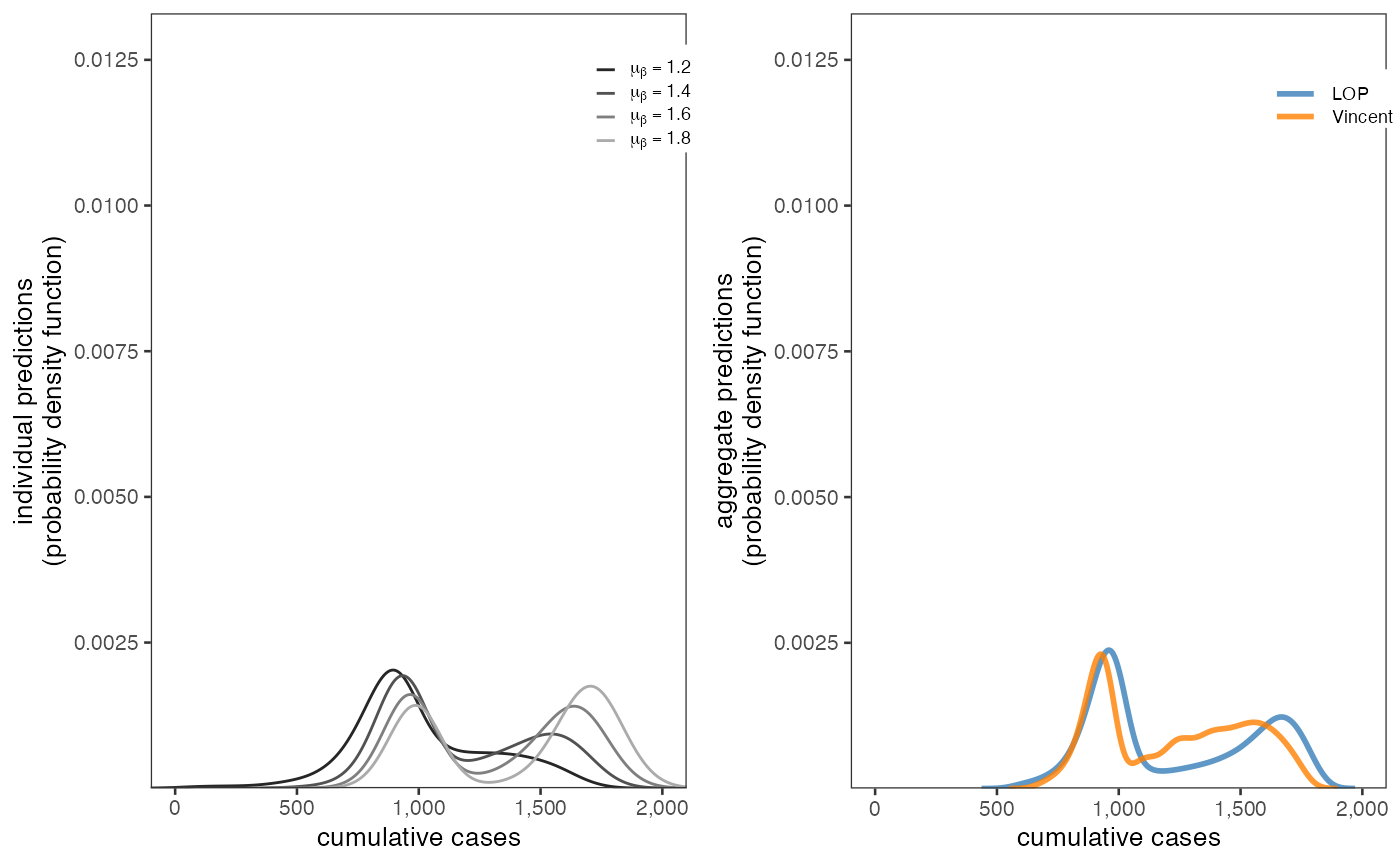 individual predictions
(probability density function)
0.0125
0.0100
0.0075
0.0050
0.0025
0
500
1,000
1,500
2,000
cumulative cases
μβ = 1.2
μβ = 1.4
μβ = 1.6
μβ = 1.8
aggregate predictions
(probability density function)
0.0125
0.0100
0.0075
0.0050
0.0025
0
500
1,000
1,500
2,000
cumulative cases
LOP
Vincent